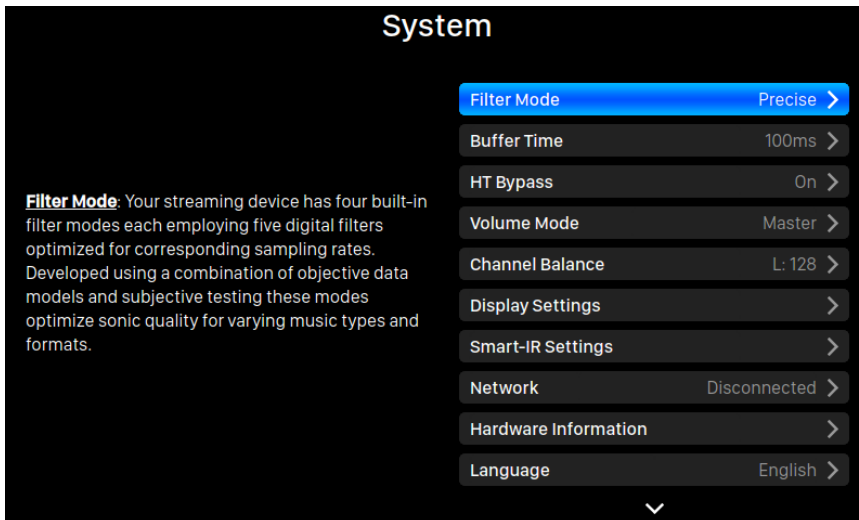 System
Filter Mode: Your streaming device has four built-in
filter modes each employing five digital filters
optimized for corresponding sampling rates.
Developed using a combination of objective data
models and subjective testing these modes
optimize sonic quality for varying music types and
formats.
Filter Mode Precise
Buffer Time 100ms
HT Bypass On
Volume Mode Master
Channel Balance L: 128
Display Settings
Smart-IR Settings
Network Disconnected
Hardware Information
Language English